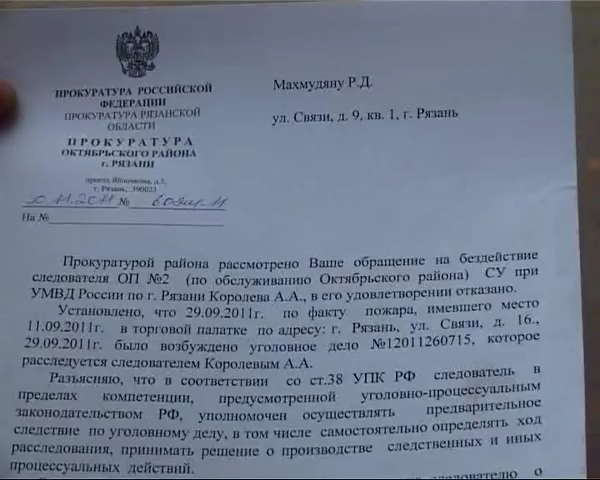 ПРОКУРАТУРА РОССИЙСКОЙ
ФЕДЕРАЦИИ
ПРОКУРАТУРА РЯЗАНСКОЙ
ОБЛАСТИ
ПРОКУРАТУРА
ОКТЯБРЬСКОГО РАЙОНА
г. РЯЗАНИ
г. Рязань, 390023
10.11.2011 №
На №
Махмудяну Р.Д.
ул. Связи, д. 9, кв. 1, г. Рязань
Прокуратурой района рассмотрено Ваше обращение на бездействие
следователя ОП №2 (по обслуживанию Октябрьского района) СУ при
УМВД России по г. Рязани Королева А.А., в его удовлетворении отказано.
Установлено, что 29.09.2011г. по факту пожара, имевшего место
11.09.2011г. в торговой палатке по адресу: г. Рязань, ул. Связи, д. 16.,
29.09.2011г. было возбуждено уголовное дело №12011260715, которое
расследуется следователем Королевым А.А.
Разъясняю, что в соответствии со ст.38 УПК РФ следователь в
пределах компетенции, предусмотренной уголовно-процессуальным
законодательством РФ, уполномочен осуществлять предварительное
следствие по уголовному делу, в том числе самостоятельно определять ход
расследования, принимать решение о производстве следственных и иных
процессуальных действий.